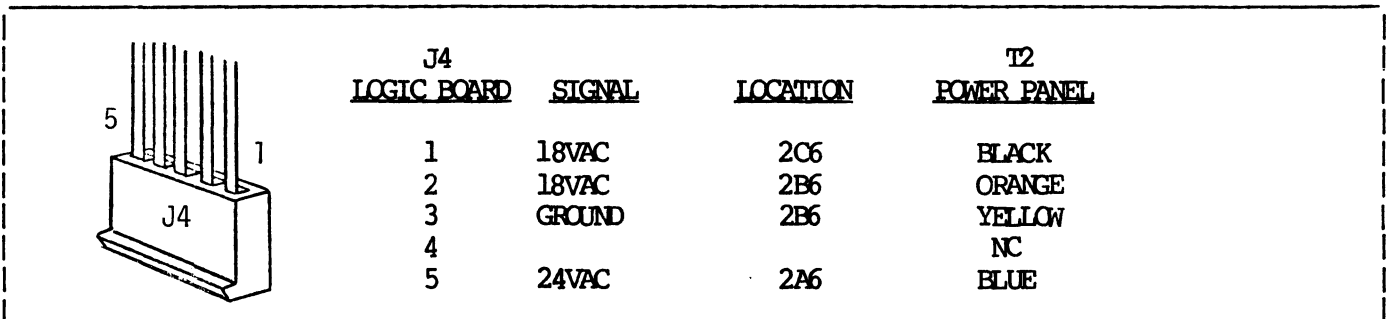 J4 T2
LOGIC BOARD SIGNAL LOCATION POWER PANEL
5
1
J4
1 18VAC 2C6 BLACK
2 18VAC 2B6 ORANGE
3 GROUND 2B6 YELLOW
4 NC
5 24VAC 2A6 BLUE